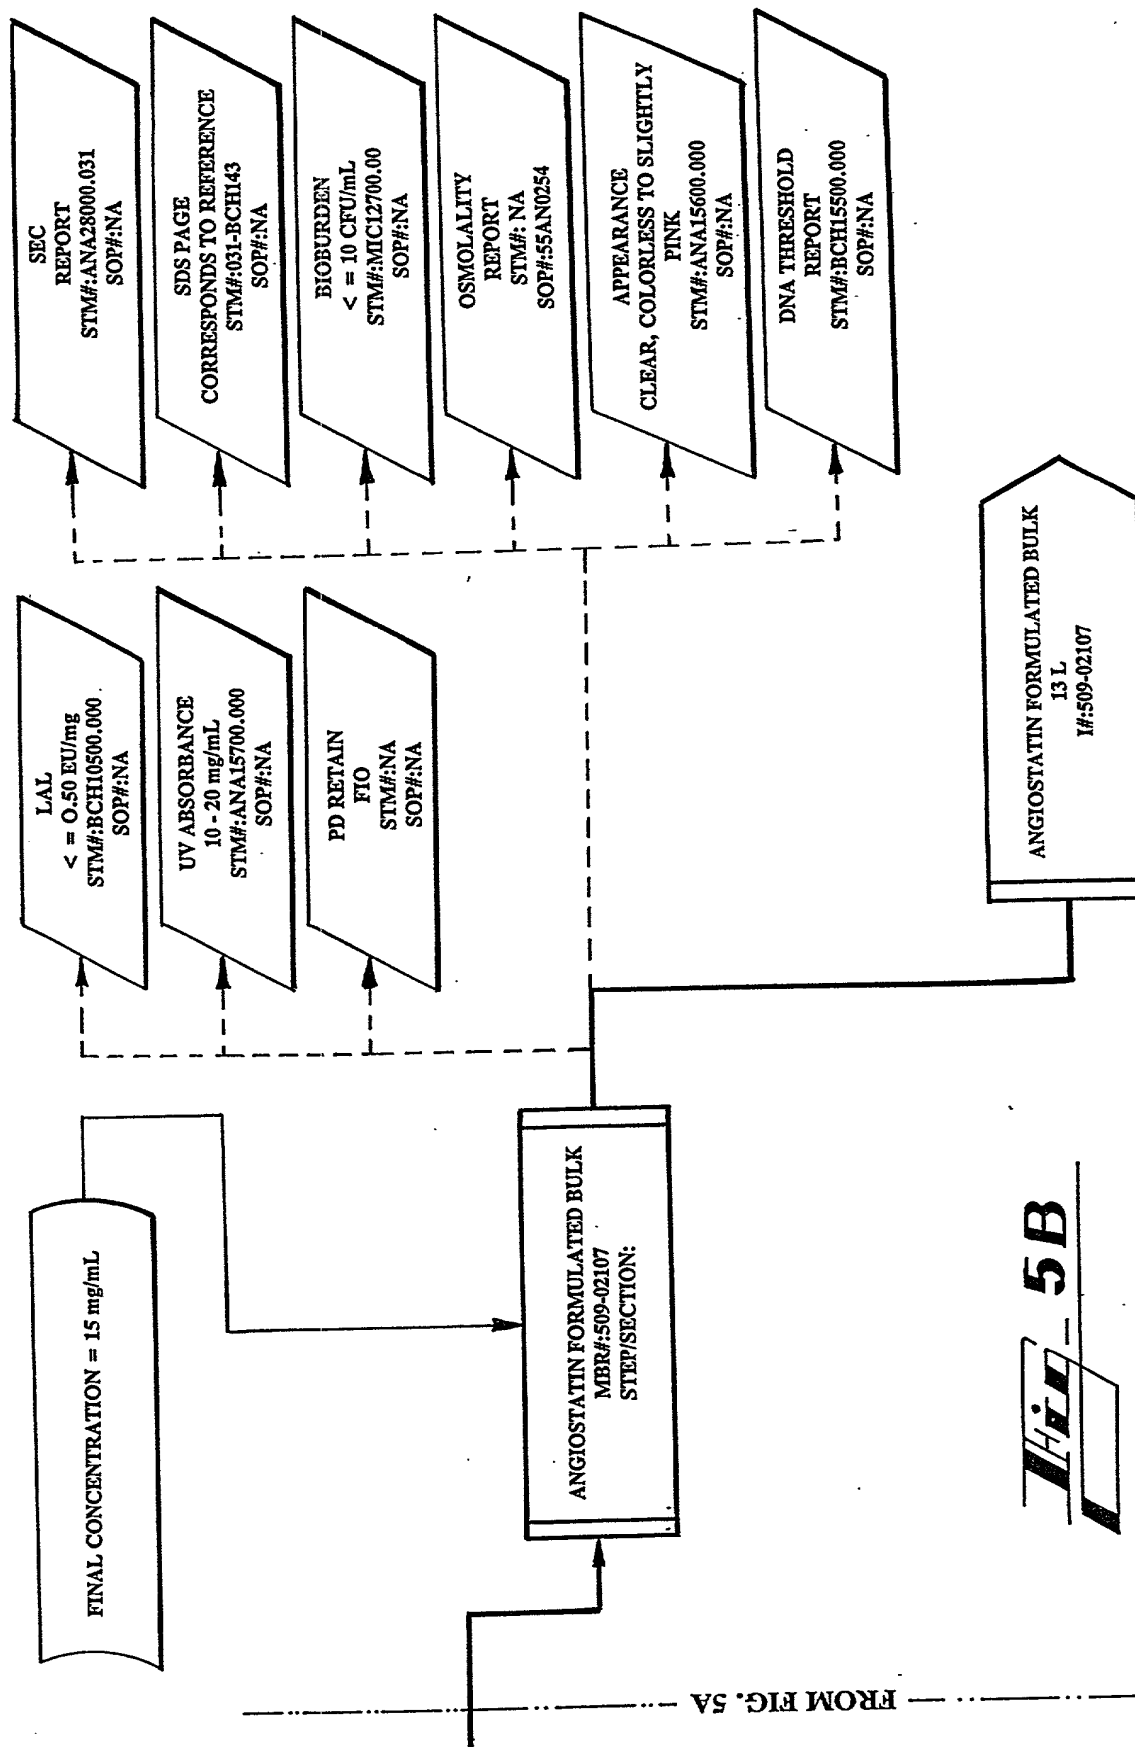 FROM FIG. 5A
FINAL CONCENTRATION = 15 mg/mL
ANGIOSTATIN FORMULATED BULK
MBR#:509-02107
STEP/SECTION:
LAL
< = O.50 EU/mg
STM#:BCH10500.000
SOP#:NA
UV ABSORBANCE
10 - 20 mg/mL
STM#:ANA15700.000
SOP#:NA
PD RETAIN
FIO
STM#:NA
SOP#:NA
SEC
REPORT
STM#:ANA28000.031
SOP#:NA
SDS PAGE
CORRESPONDS TO REFERENCE
STM#:031-BCH143
SOP#:NA
BIOBURDEN
< = 10 CFU/mL
STM#:MIC12700.00
SOP#:NA
OSMOLALITY
REPORT
STM#: NA
SOP#:55AN0254
APPEARANCE
CLEAR, COLORLESS TO SLIGHTLY
PINK
STM#:ANA15600.000
SOP#:NA
DNA THRESHOLD
REPORT
STM#:BCH15500.000
SOP#:NA
ANGIOSTATIN FORMULATED BULK
13 L
I#:509-02107
5B